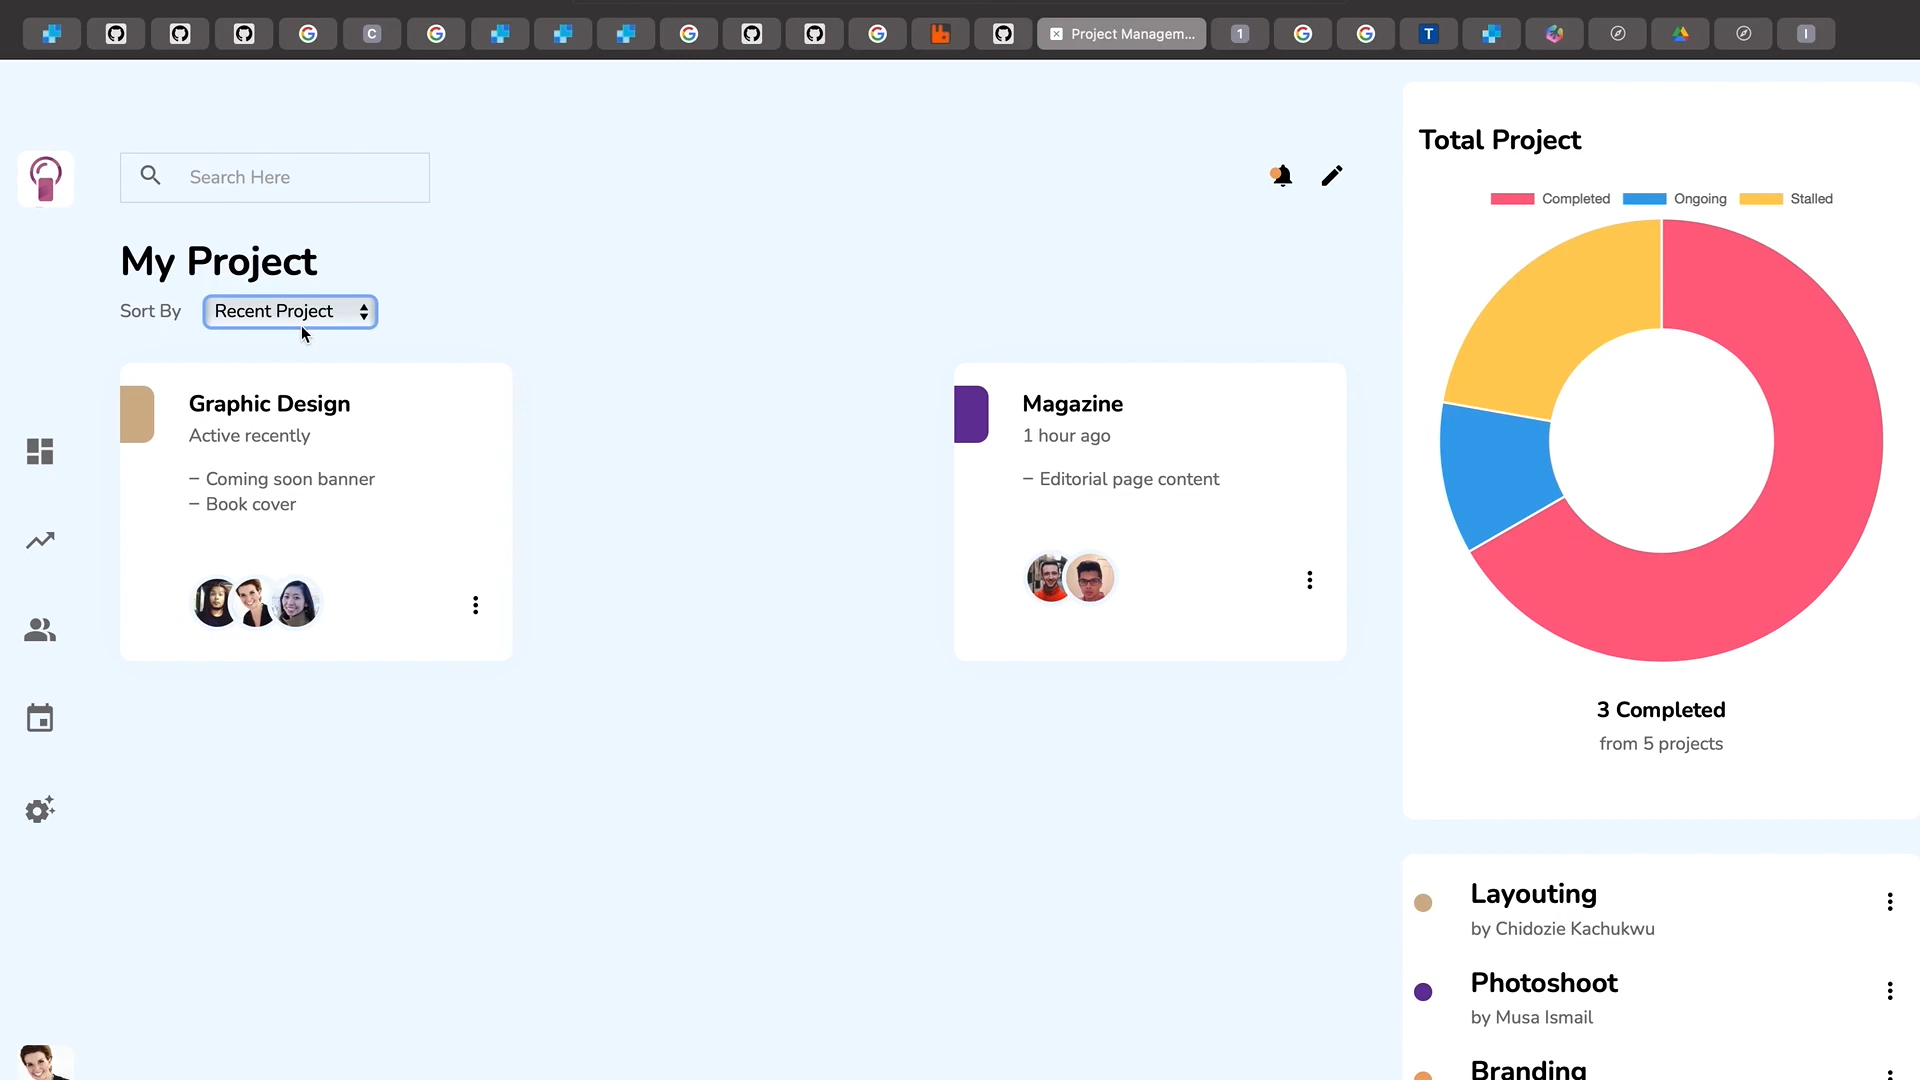 C
Project Managem...
1
T
I
Search Here
My Project
Sort By Recent Project
Graphic Design
Active recently
– Coming soon banner
– Book cover
Magazine
1 hour ago
– Editorial page content
Total Project
Completed Ongoing Stalled
3 Completed
from 5 projects
Layouting
by Chidozie Kachukwu
Photoshoot
by Musa Ismail
Branding